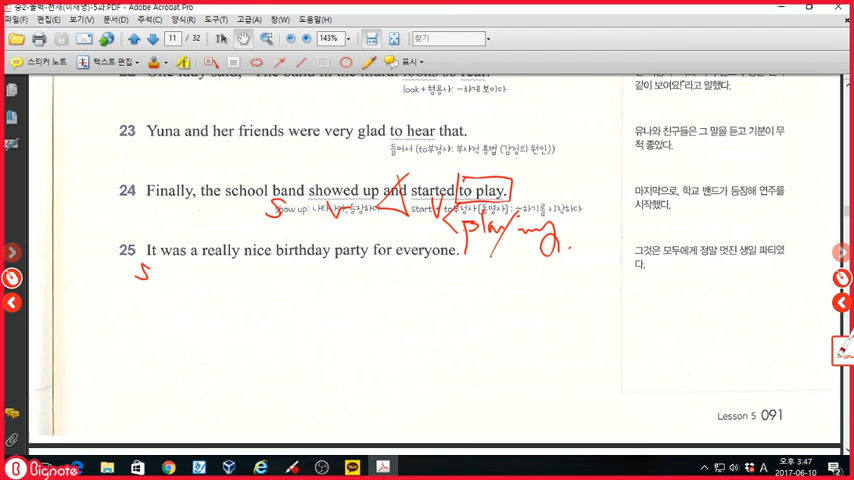 중2-블랙-천재(이재영)-5과.PDF - Adobe Acrobat Pro
파일(F) 편집(E) 보기(V) 문서(D) 주석(C) 양식(R) 도구(T) 고급(A) 창(W) 도움말(H)
11 / 32 143% 찾기
스티커 노트 텍스트 편집 표시
look+형용사: ~하게 보이다
같이 보여요!"라고 말했다.
23 Yuna and her friends were very glad to hear that.
들어서 (to부정사: 부사적 용법 (감정의 원인))
유나와 친구들은 그 말을 듣고 기분이 무
척 좋았다.
24 Finally, the school band showed up and started to play.
show up: 나타나다, 등장하다 start+to부정사[동명사]: ~하기를 시작하다
마지막으로, 학교 밴드가 등장해 연주를
시작했다.
S V V playing.
25 It was a really nice birthday party for everyone.
그것은 모두에게 정말 멋진 생일 파티였
다.
S
Lesson 5 091
Bignote
A 오후 3:47
2017-06-10